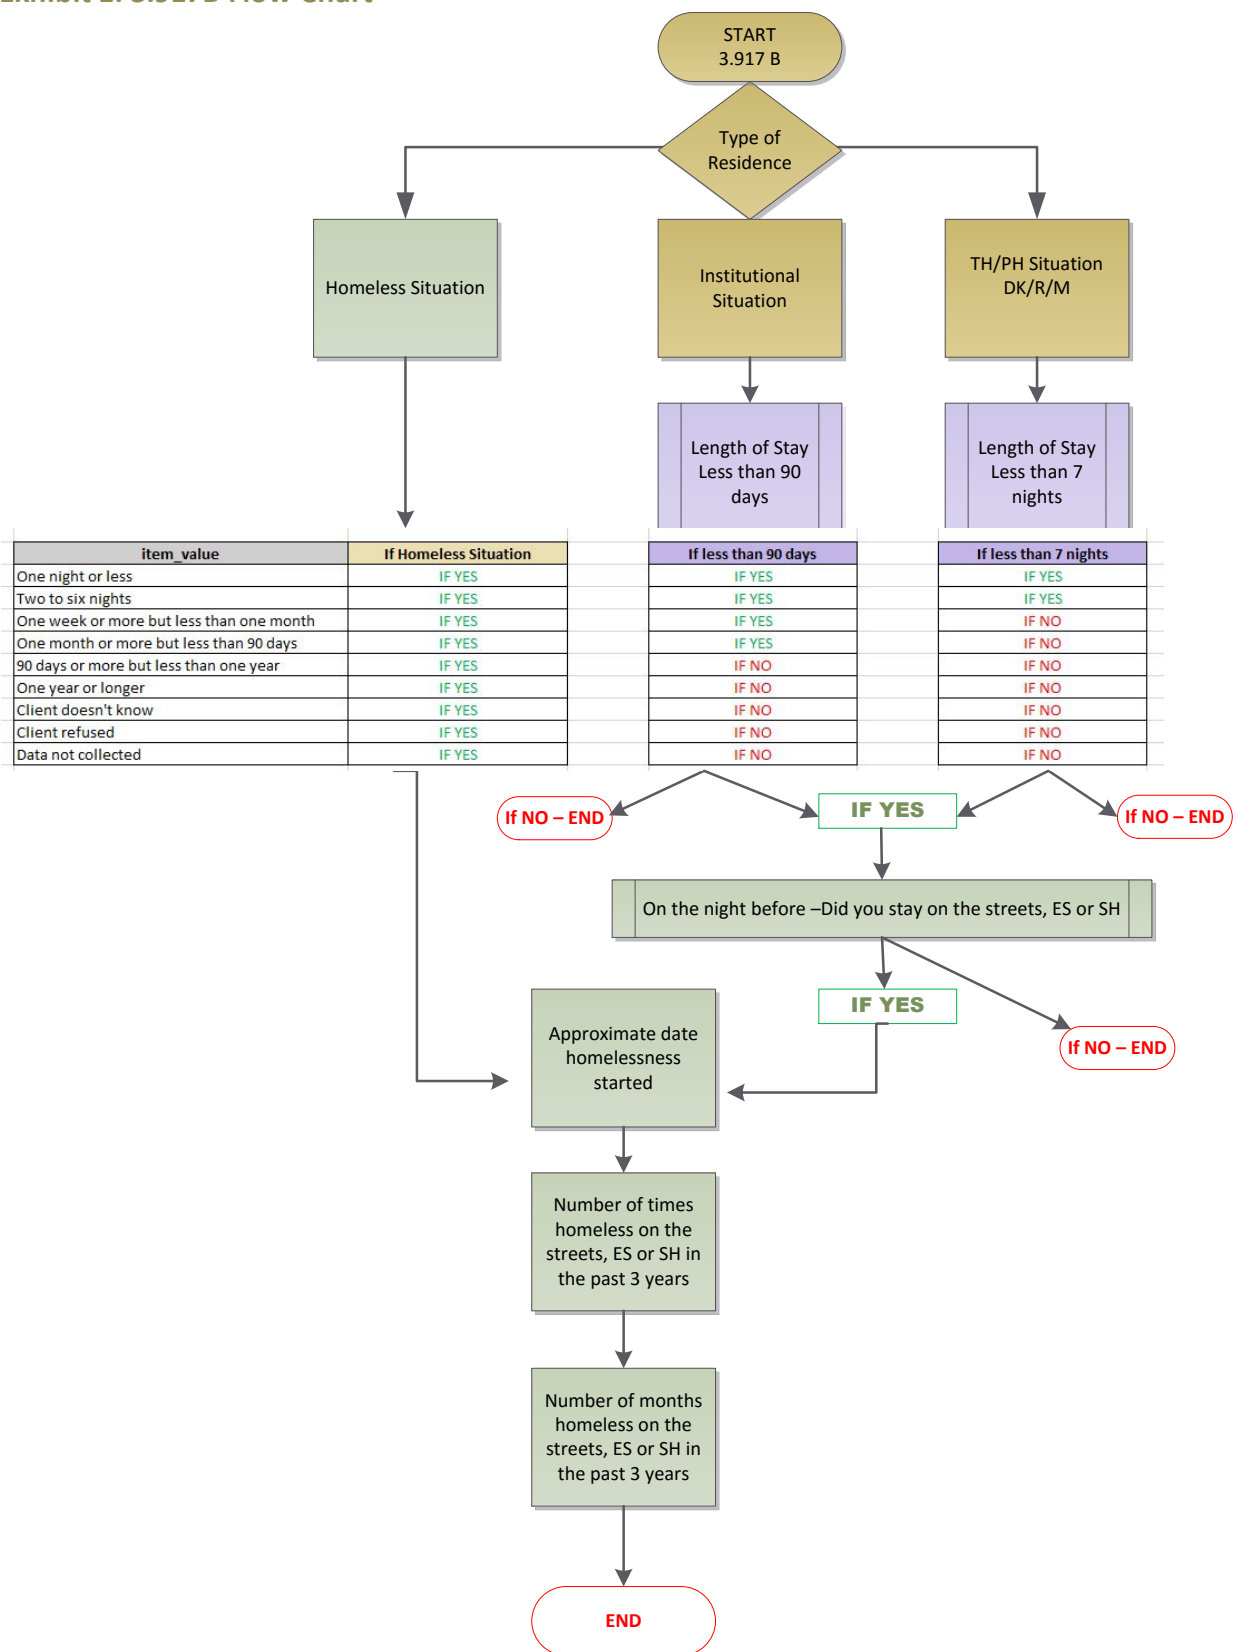 Exhibit 2: 3.917B Flow Chart
START
3.917 B
Type of
Residence
Homeless Situation
Institutional
Situation
TH/PH Situation
DK/R/M
Length of Stay
Less than 90
days
Length of Stay
Less than 7
nights
item_value If Homeless Situation If less than 90 days If less than 7 nights
One night or less IF YES IF YES IF YES
Two to six nights IF YES IF YES IF YES
One week or more but less than one month IF YES IF YES IF NO
One month or more but less than 90 days IF YES IF YES IF NO
90 days or more but less than one year IF YES IF NO IF NO
One year or longer IF YES IF NO IF NO
Client doesn't know IF YES IF NO IF NO
Client refused IF YES IF NO IF NO
Data not collected IF YES IF NO IF NO
If NO – END
IF YES
If NO – END
On the night before –Did you stay on the streets, ES or SH
IF YES
If NO – END
Approximate date
homelessness
started
Number of times
homeless on the
streets, ES or SH in
the past 3 years
Number of months
homeless on the
streets, ES or SH in
the past 3 years
END